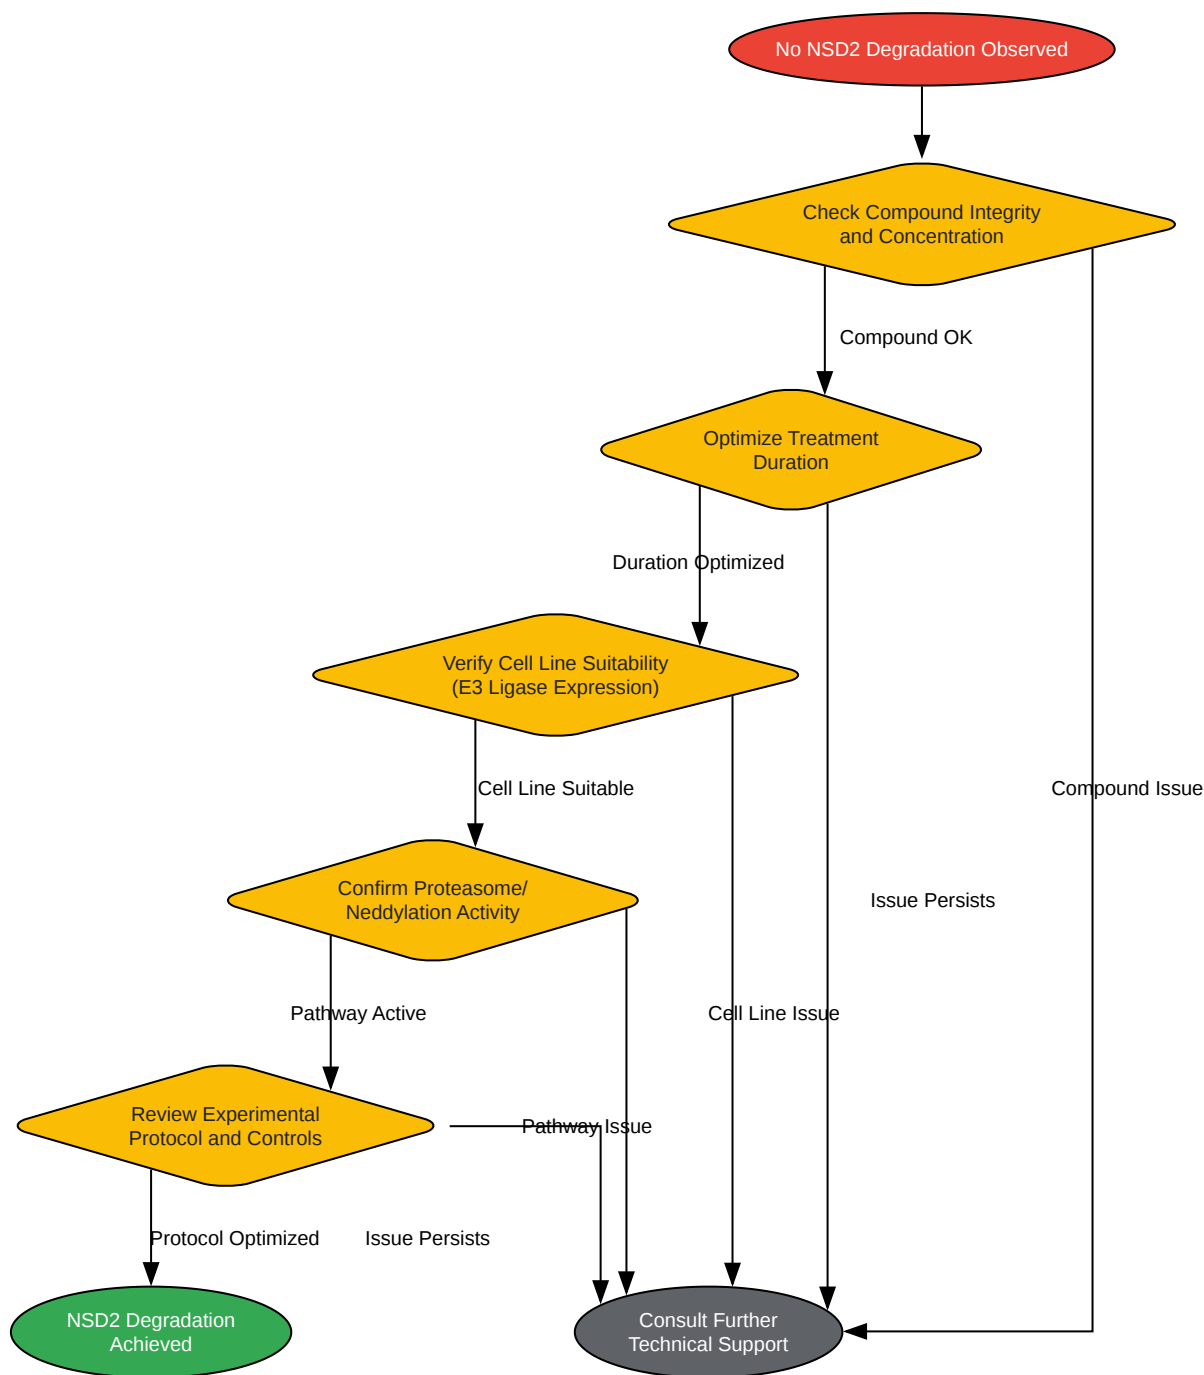 No NSD2 Degradation Observed
Check Compound Integrity
and Concentration
Compound OK
Optimize Treatment
Duration
Duration Optimized
Verify Cell Line Suitability
(E3 Ligase Expression)
Cell Line Suitable
Compound Issue
Confirm Proteasome/
Neddylation Activity
Issue Persists
Pathway Active
Cell Line Issue
Review Experimental
Protocol and Controls
Pathway Issue
Protocol Optimized
Issue Persists
NSD2 Degradation
Achieved
Consult Further
Technical Support